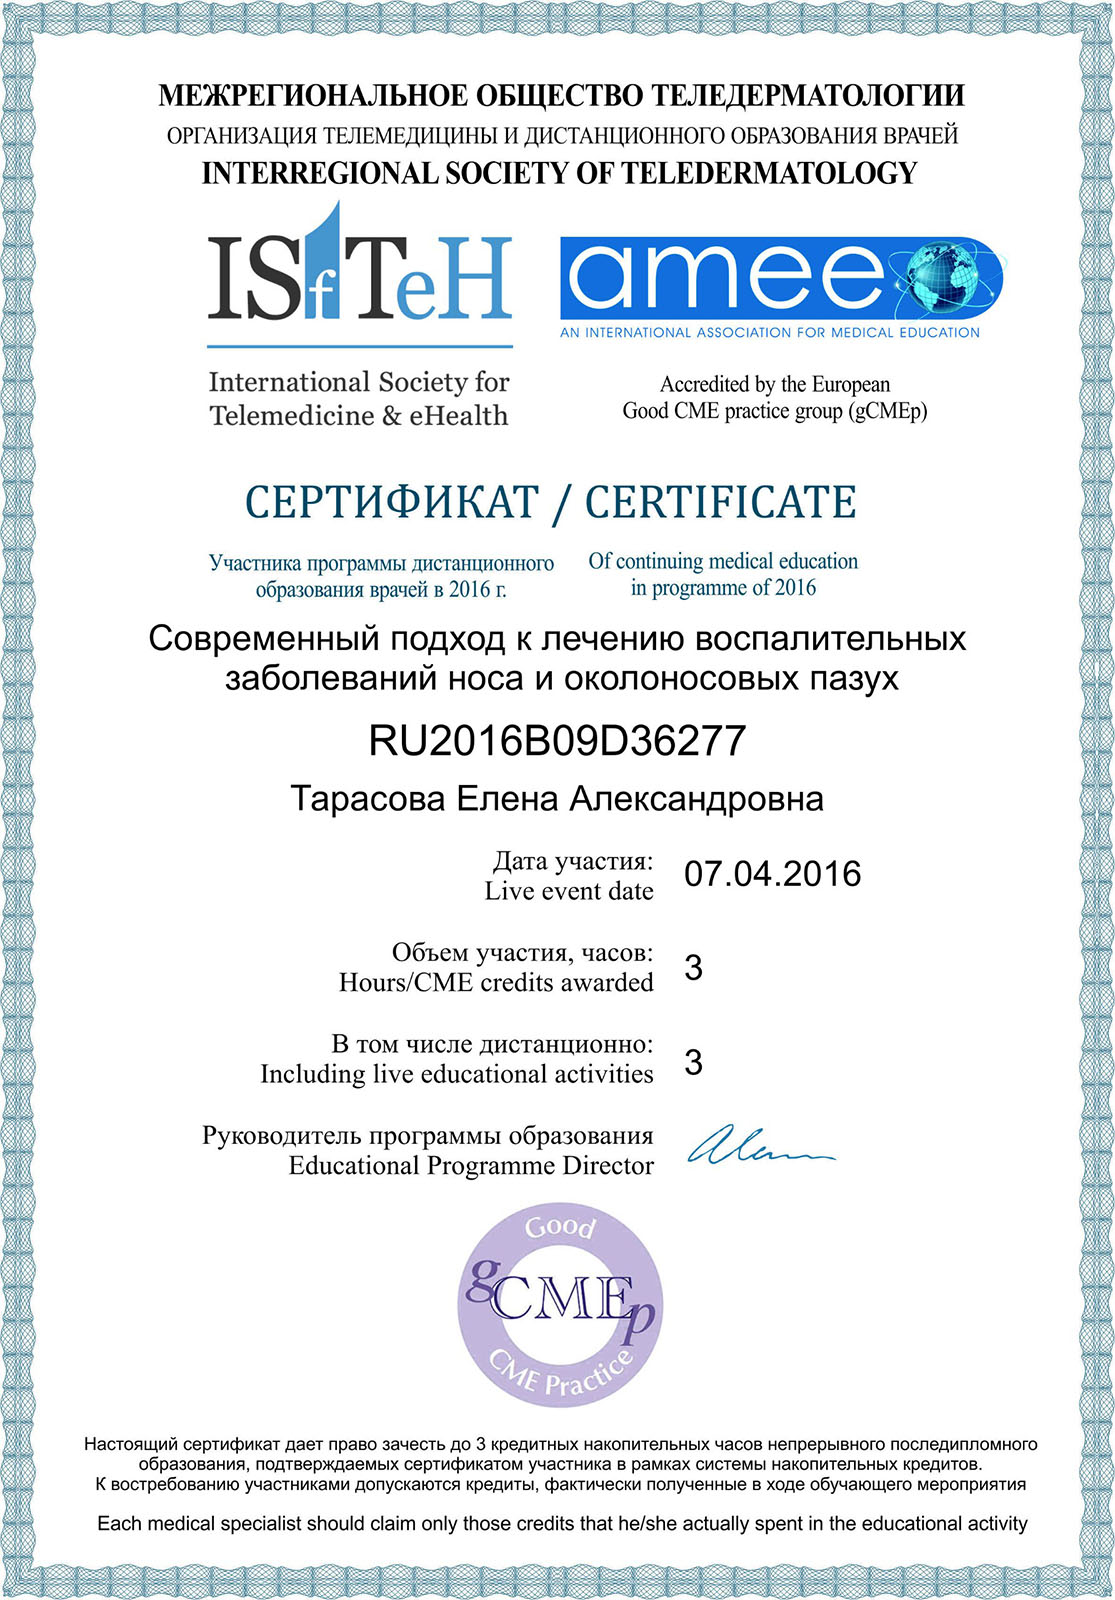 МЕЖРЕГИОНАЛЬНОЕ ОБЩЕСТВО ТЕЛЕДЕРМАТОЛОГИИ
ОРГАНИЗАЦИЯ ТЕЛЕМЕДИЦИНЫ И ДИСТАНЦИОННОГО ОБРАЗОВАНИЯ ВРАЧЕЙ
INTERREGIONAL SOCIETY OF TELEDERMATOLOGY
ISfTeH
International Society for
Telemedicine & eHealth
amee
AN INTERNATIONAL ASSOCIATION FOR MEDICAL EDUCATION
Accredited by the European
Good CME practice group (gCMEp)
СЕРТИФИКАТ / CERTIFICATE
Участника программы дистанционного
образования врачей в 2016 г.
Of continuing medical education
in programme of 2016
Современный подход к лечению воспалительных
заболеваний носа и околоносовых пазух
RU2016B09D36277
Тарасова Елена Александровна
Дата участия:
Live event date
07.04.2016
Объем участия, часов:
Hours/CME credits awarded
3
В том числе дистанционно:
Including live educational activities
3
Руководитель программы образования
Educational Programme Director
Good
gCMEp
CME Practice
Настоящий сертификат дает право зачесть до 3 кредитных накопительных часов непрерывного последипломного
образования, подтверждаемых сертификатом участника в рамках системы накопительных кредитов.
К востребованию участниками допускаются кредиты, фактически полученные в ходе обучающего мероприятия
Each medical specialist should claim only those credits that he/she actually spent in the educational activity